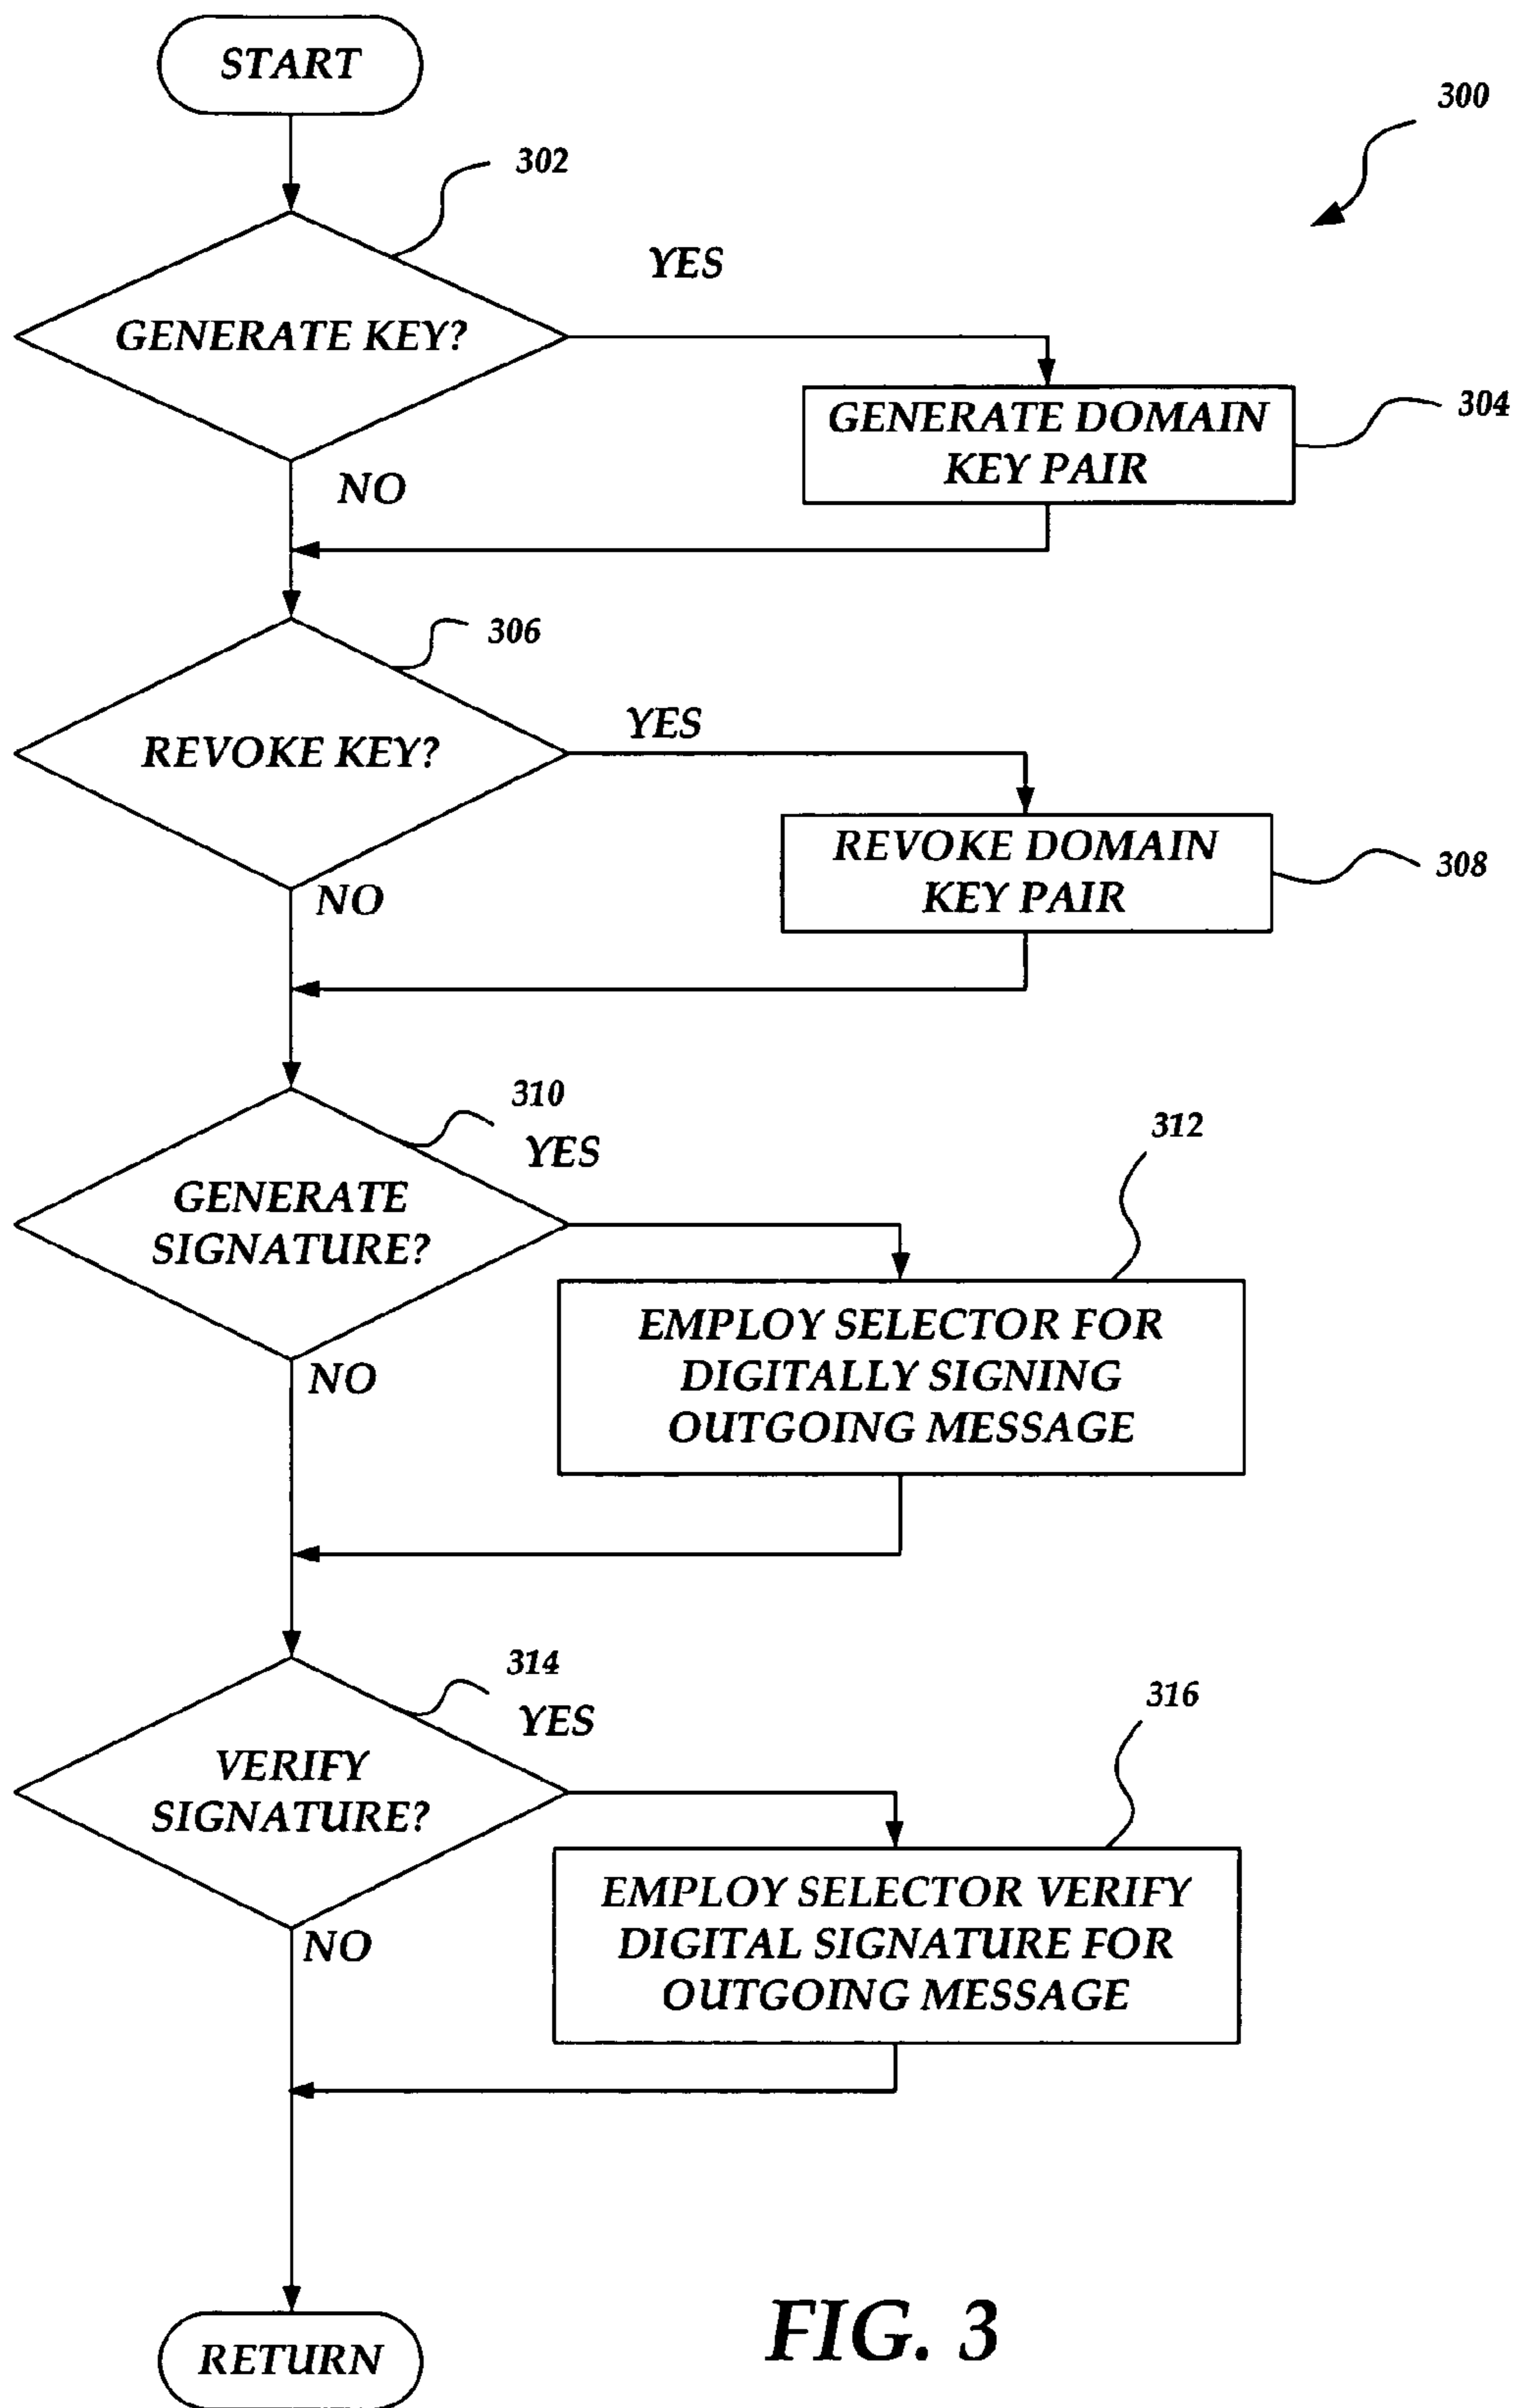 START
300
302
YES
GENERATE KEY?
GENERATE DOMAIN
KEY PAIR
304
NO
306
YES
REVOKE KEY?
REVOKE DOMAIN
KEY PAIR
308
NO
310
YES
312
GENERATE
SIGNATURE?
EMPLOY SELECTOR FOR
DIGITALLY SIGNING
OUTGOING MESSAGE
NO
314
YES
316
VERIFY
SIGNATURE?
EMPLOY SELECTOR VERIFY
DIGITAL SIGNATURE FOR
OUTGOING MESSAGE
NO
RETURN
FIG. 3